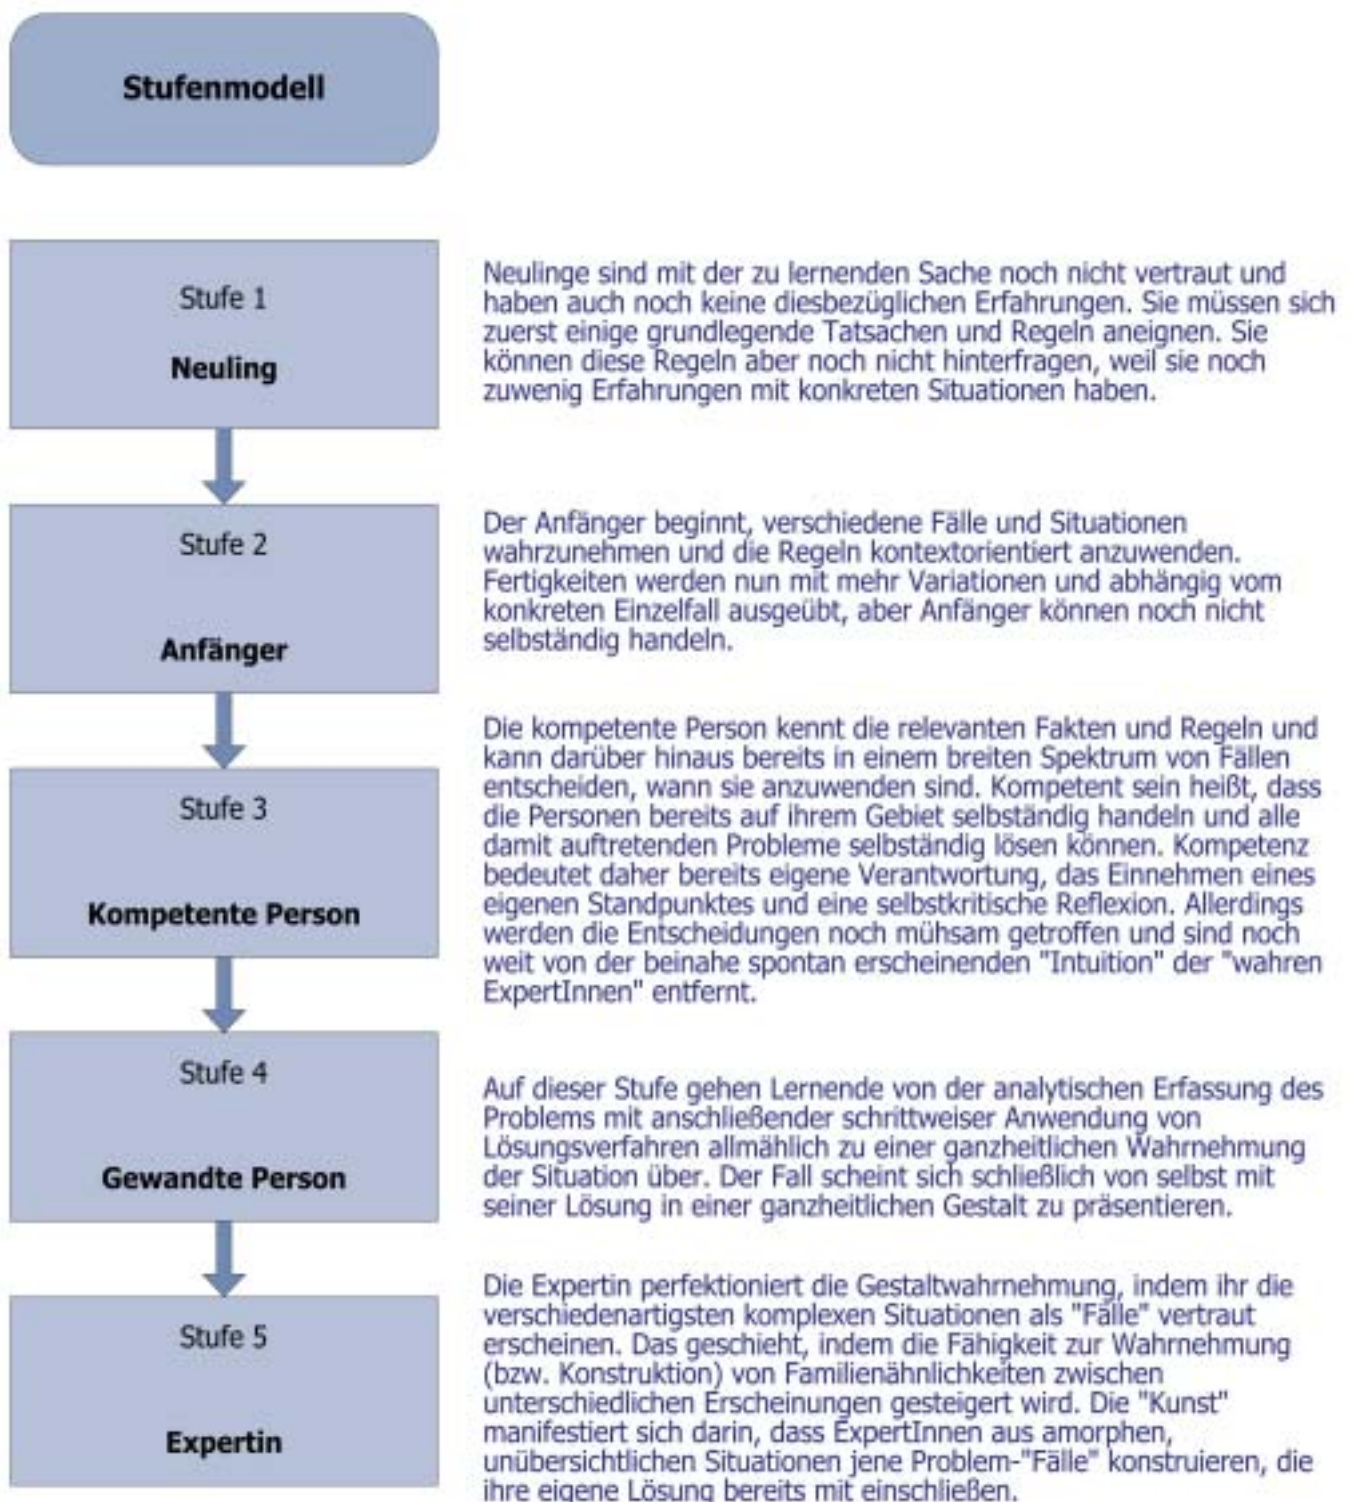 Stufenmodell
Stufe 1
Neuling
Neulinge sind mit der zu lernenden Sache noch nicht vertraut und
haben auch noch keine diesbezüglichen Erfahrungen. Sie müssen sich
zuerst einige grundlegende Tatsachen und Regeln aneignen. Sie
können diese Regeln aber noch nicht hinterfragen, weil sie noch
zuwenig Erfahrungen mit konkreten Situationen haben.
Stufe 2
Anfänger
Der Anfänger beginnt, verschiedene Fälle und Situationen
wahrzunehmen und die Regeln kontextorientiert anzuwenden.
Fertigkeiten werden nun mit mehr Variationen und abhängig vom
konkreten Einzelfall ausgeübt, aber Anfänger können noch nicht
selbständig handeln.
Stufe 3
Kompetente Person
Die kompetente Person kennt die relevanten Fakten und Regeln und
kann darüber hinaus bereits in einem breiten Spektrum von Fällen
entscheiden, wann sie anzuwenden sind. Kompetent sein heißt, dass
die Personen bereits auf ihrem Gebiet selbständig handeln und alle
damit auftretenden Probleme selbständig lösen können. Kompetenz
bedeutet daher bereits eigene Verantwortung, das Einnehmen eines
eigenen Standpunktes und eine selbstkritische Reflexion. Allerdings
werden die Entscheidungen noch mühsam getroffen und sind noch
weit von der beinahe spontan erscheinenden "Intuition" der "wahren
ExpertInnen" entfernt.
Stufe 4
Gewandte Person
Auf dieser Stufe gehen Lernende von der analytischen Erfassung des
Problems mit anschließender schrittweiser Anwendung von
Lösungsverfahren allmählich zu einer ganzheitlichen Wahrnehmung
der Situation über. Der Fall scheint sich schließlich von selbst mit
seiner Lösung in einer ganzheitlichen Gestalt zu präsentieren.
Stufe 5
Expertin
Die Expertin perfektioniert die Gestaltwahrnehmung, indem ihr die
verschiedenartigsten komplexen Situationen als "Fälle" vertraut
erscheinen. Das geschieht, indem die Fähigkeit zur Wahrnehmung
(bzw. Konstruktion) von Familienähnlichkeiten zwischen
unterschiedlichen Erscheinungen gesteigert wird. Die "Kunst"
manifestiert sich darin, dass ExpertInnen aus amorphen,
unübersichtlichen Situationen jene Problem-"Fälle" konstruieren, die
ihre eigene Lösung bereits mit einschließen.